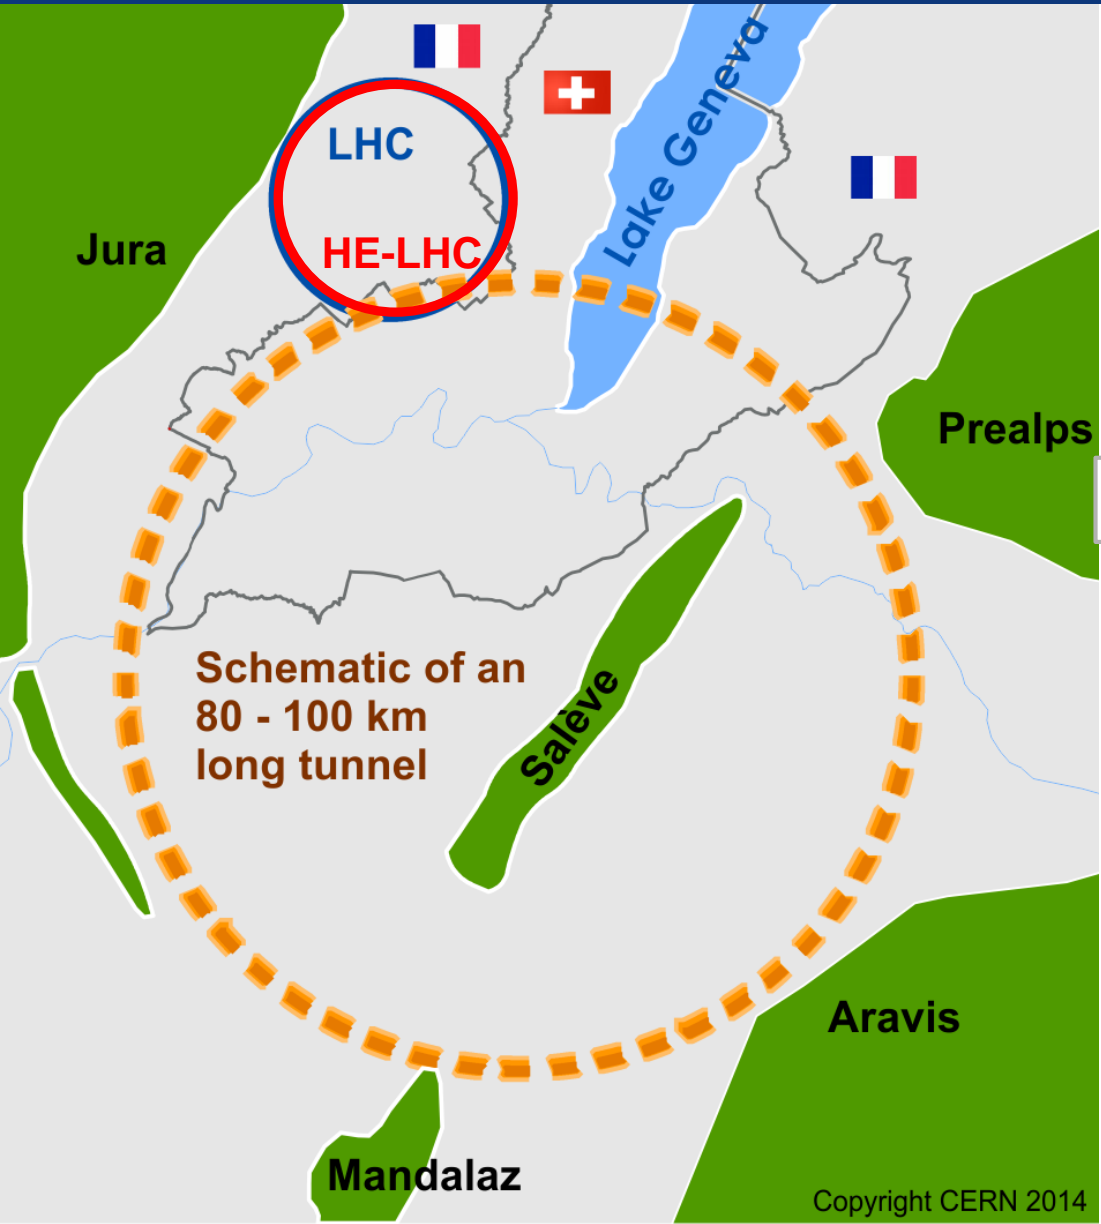 LHC
Lake Geneva
Jura
HE-LHC
Prealps
Schematic of an
80 - 100 km
long tunnel
Salève
Aravis
Mandalaz
Copyright CERN 2014